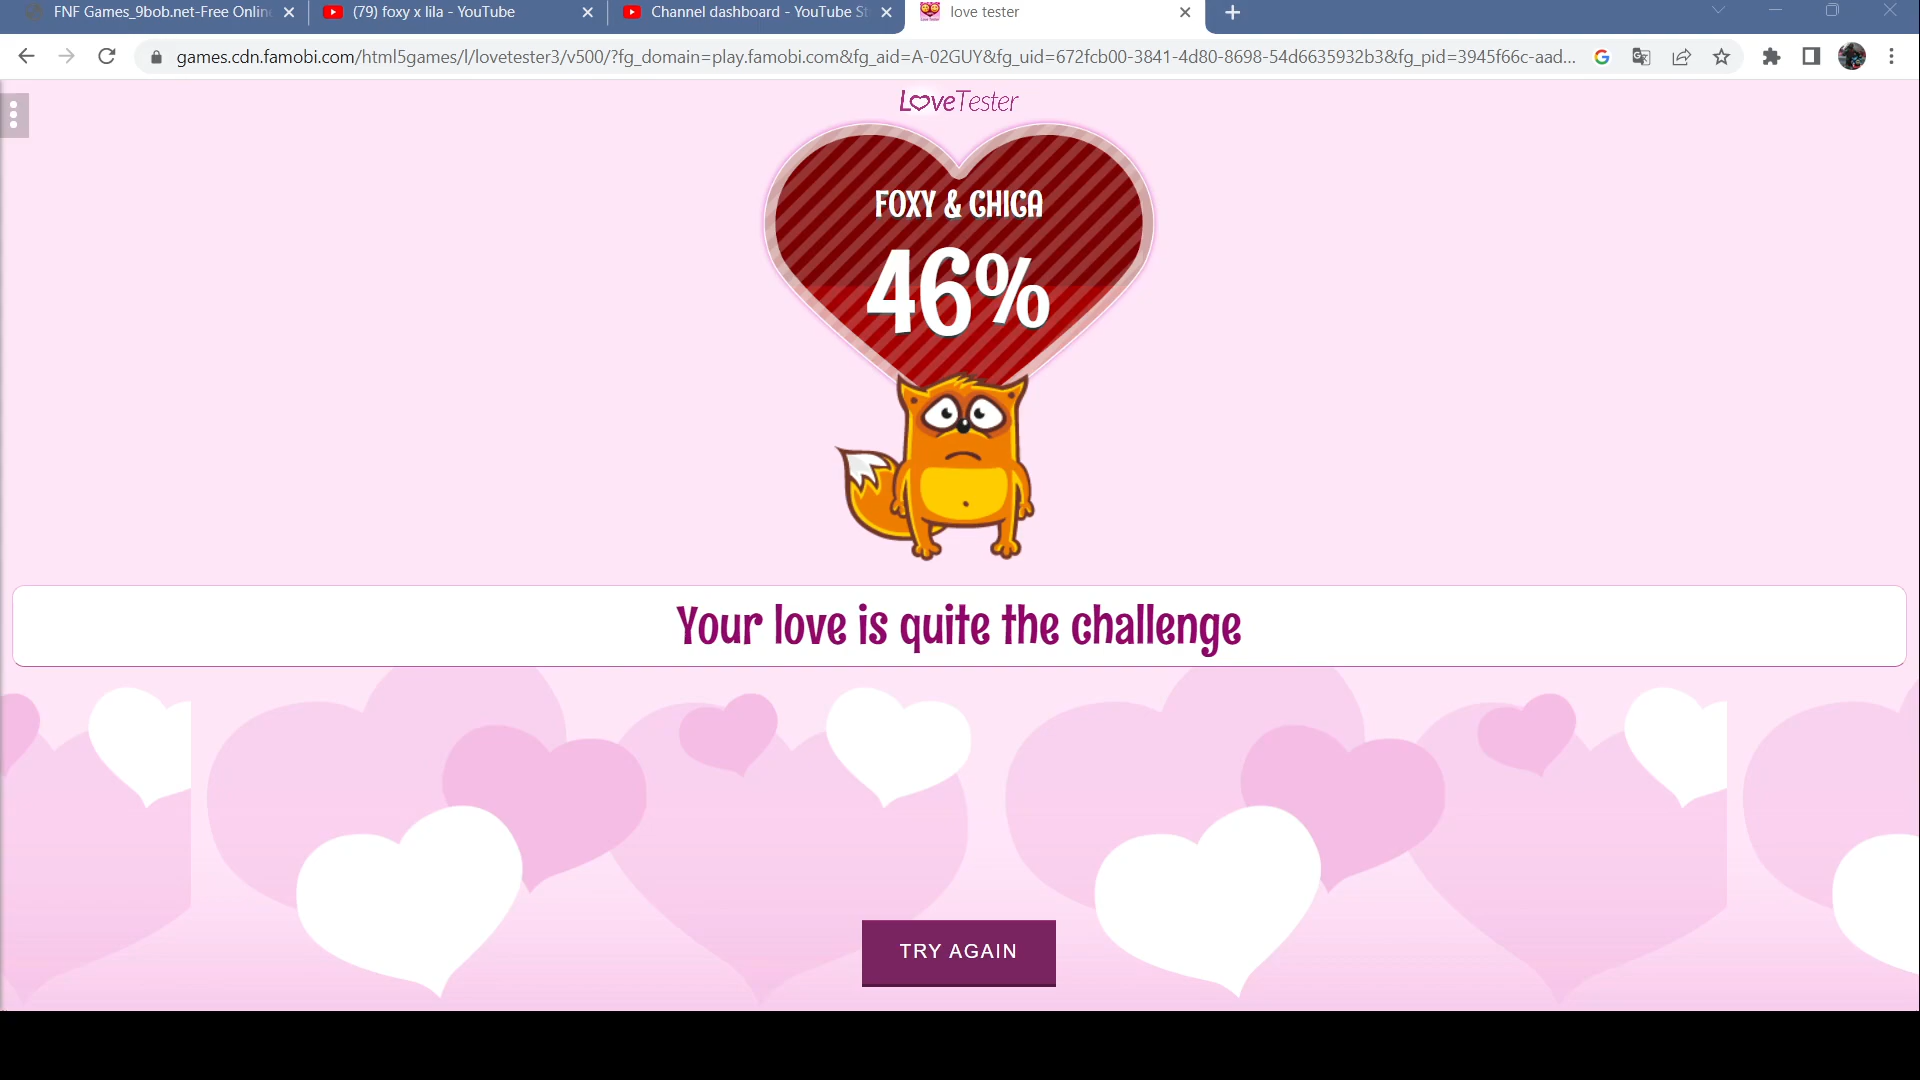 FNF Games_9bob.net-Free Online
(79) foxy x lila - YouTube
Channel dashboard - YouTube St
love tester
games.cdn.famobi.com/html5games/l/lovetester3/v500/?fg_domain=play.famobi.com&fg_aid=A-02GUY&fg_uid=672fcb00-3841-4d80-8698-54d6635932b3&fg_pid=3945f66c-aad...
LoveTester
FOXY & CHICA
46%
Your love is quite the challenge
TRY AGAIN